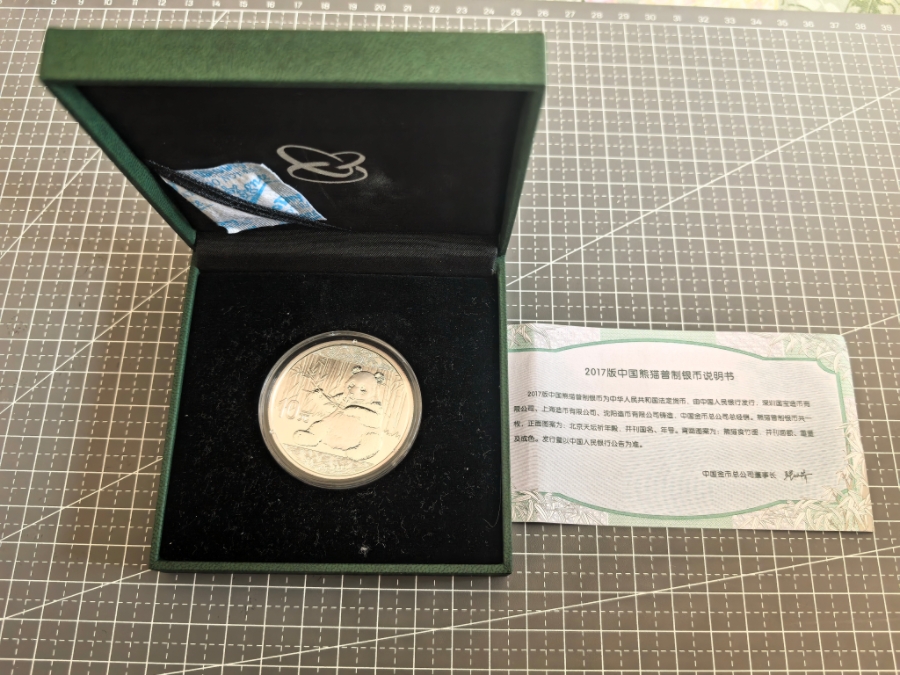 2017版中国熊猫普制银币说明书
2017版中国熊猫普制银币为中华人民共和国法定货币，由中国人民银行发行，深圳国宝造币有
限公司、上海造币有限公司、沈阳造币有限公司铸造，中国金币总公司总经销。熊猫普制银币共一
枚，正面图案为：北京天坛祈年殿，并刊国名、年号。背面图案为：熊猫食竹图，并刊面额、重量
及成色。发行量以中国人民银行公告为准。
中国金币总公司董事长
10元